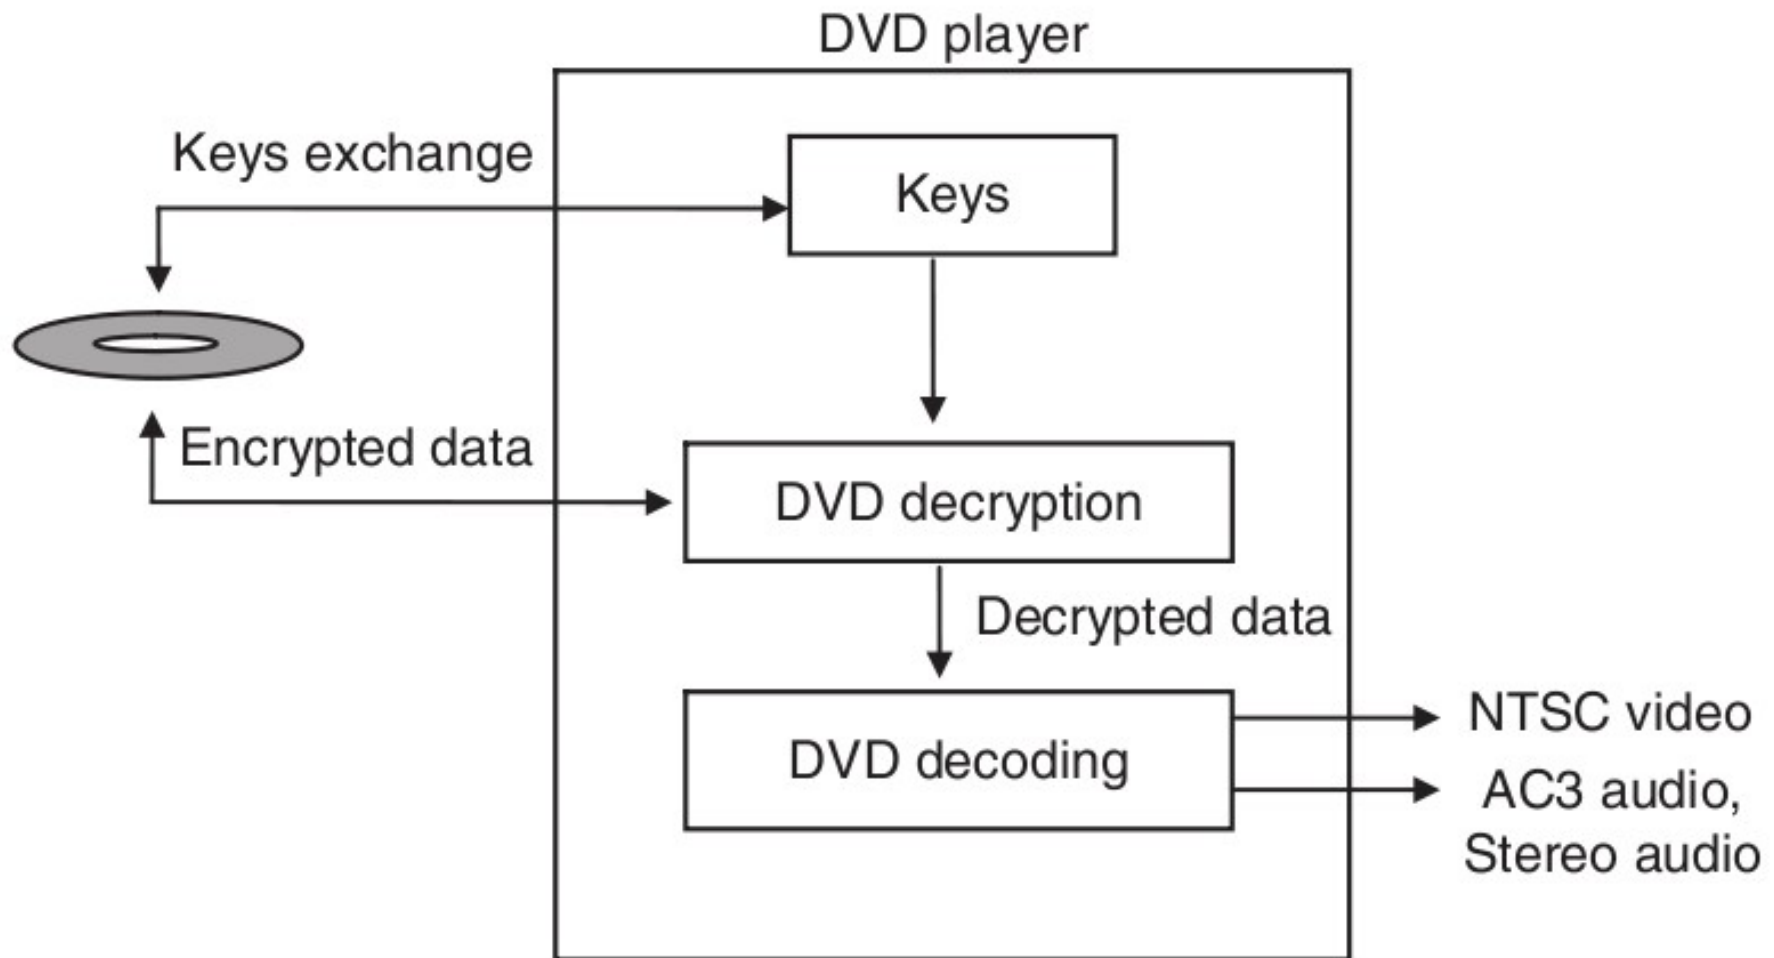 DVD player
Keys exchange
Keys
Encrypted data
DVD decryption
Decrypted data
DVD decoding
NTSC video
AC3 audio,
Stereo audio